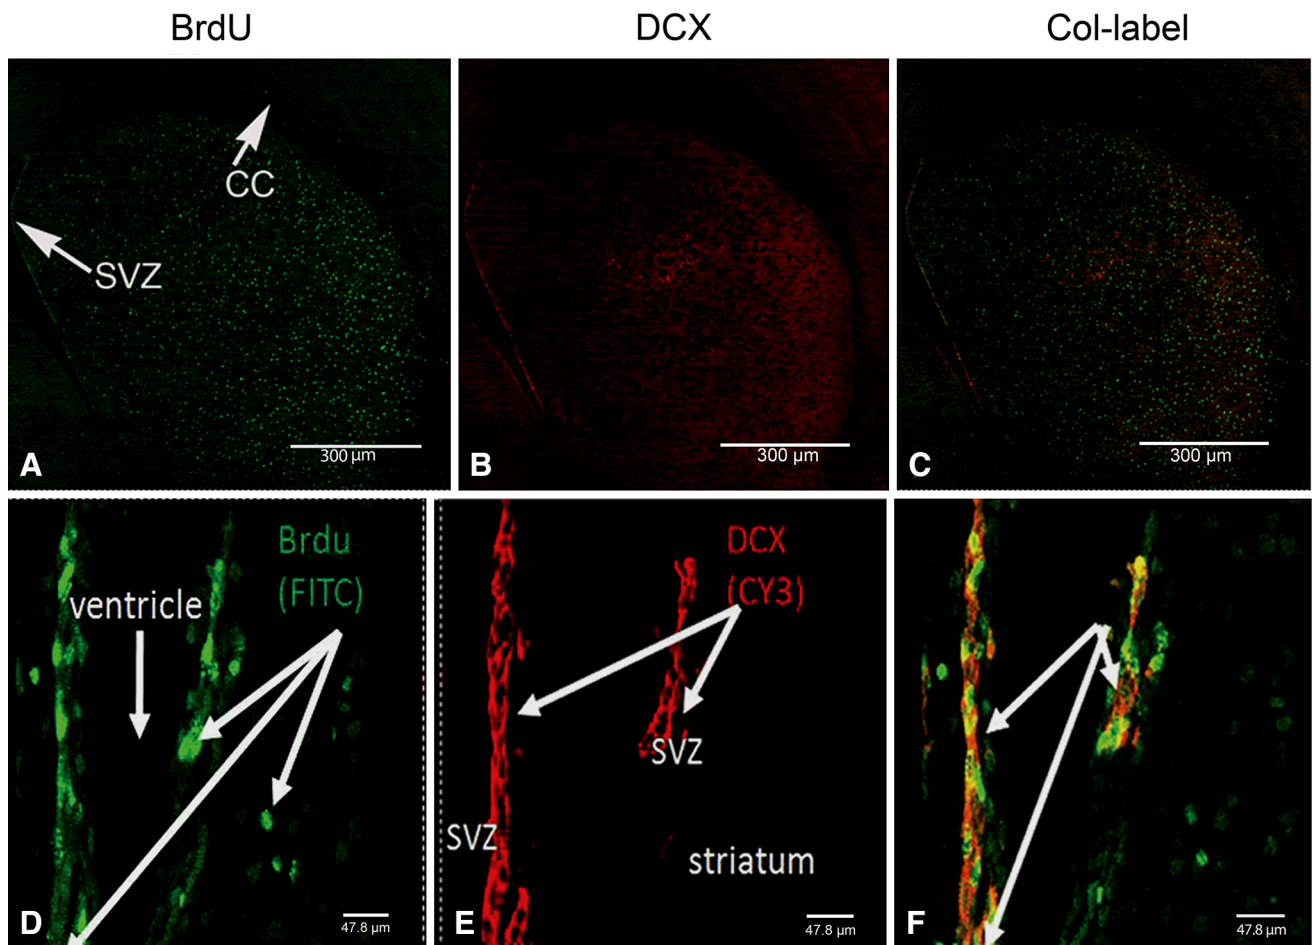 BrdU
DCX
Col-label
CC
SVZ
A
300 µm
B
300 µm
C
300 µm
Brdu
(FITC)
ventricle
D
47.8 µm
DCX
(CY3)
SVZ
SVZ
striatum
E
47.8 µm
F
47.8 µm